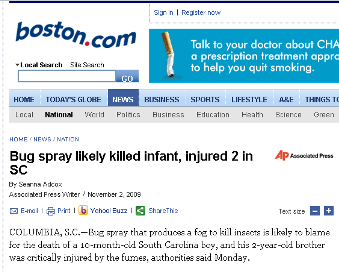 Sign in | Register now
boston.com
Talk to your doctor about CHA
a prescription treatment appro
to help you quit smoking.
Local Search Site Search
GO
HOME TODAY'S GLOBE NEWS BUSINESS SPORTS LIFESTYLE A&E THINGS TO
Local National World Politics Business Education Health Science Green
HOME / NEWS / NATION
Bug spray likely killed infant, injured 2 in
SC
AP Associated Press
By Seanna Adcox
Associated Press Writer / November 2, 2009
E-mail | Print | Yahoo! Buzz | ShareThis Text size – +
COLUMBIA, S.C.—Bug spray that produces a fog to kill insects is likely to blame
for the death of a 10-month-old South Carolina boy, and his 2-year-old brother
was critically injured by the fumes, authorities said Monday.